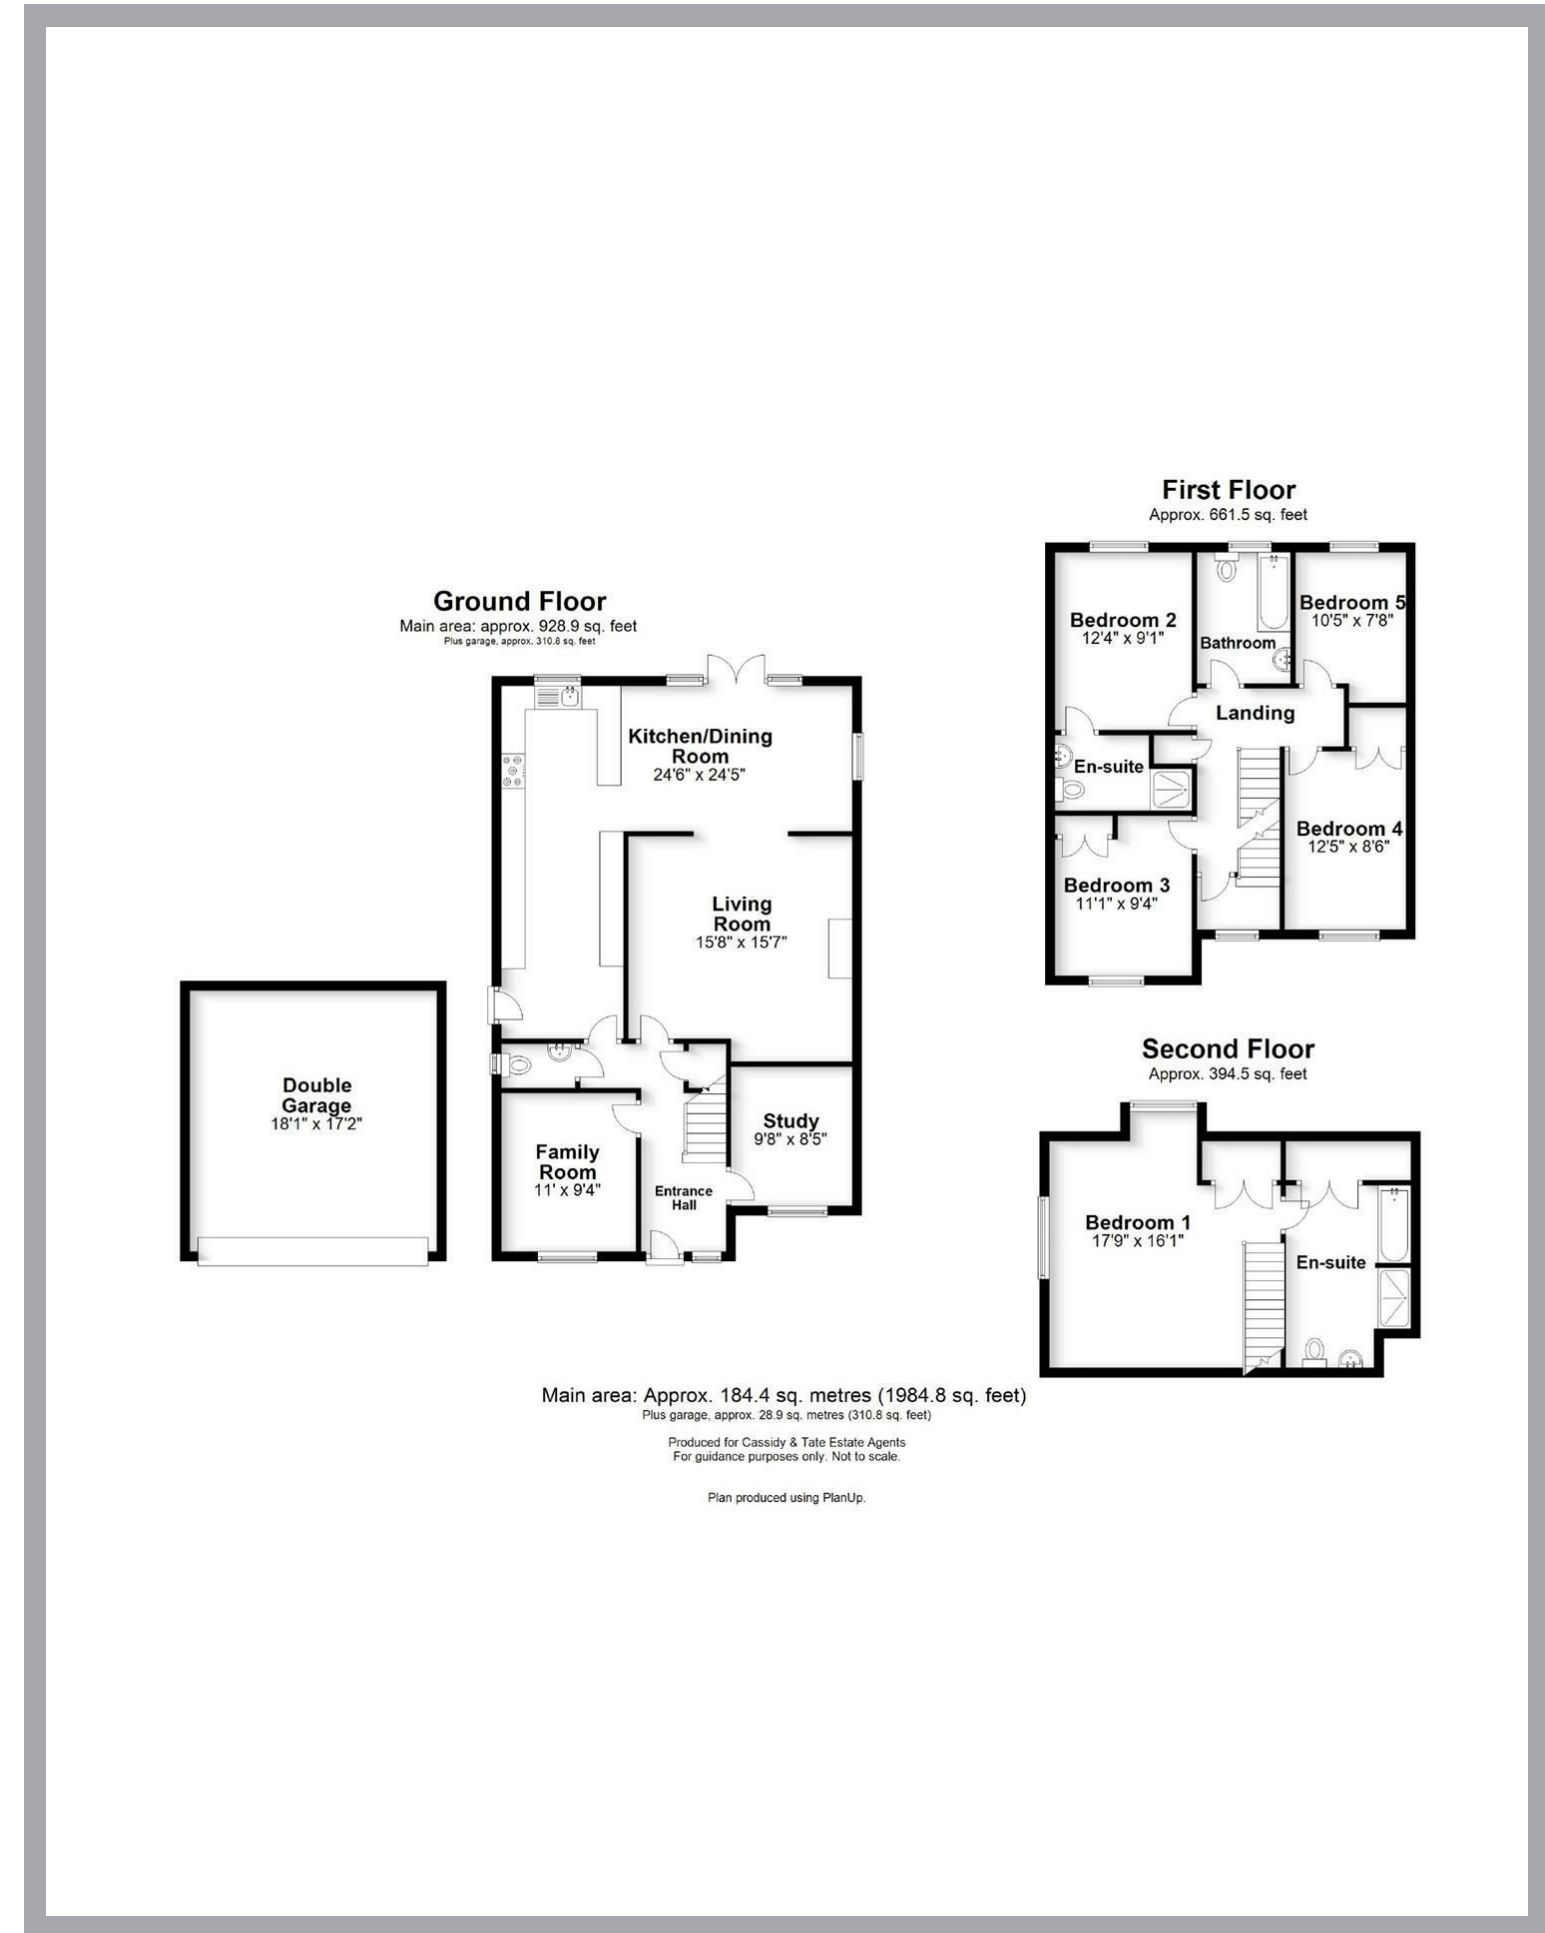 First Floor
Approx. 661.5 sq. feet
Bedroom 2
12'4" x 9'1"
Bathroom
Bedroom 5
10'5" x 7'8"
Landing
En-suite
Bedroom 3
11'1" x 9'4"
Bedroom 4
12'5" x 8'6"
Ground Floor
Main area: approx. 928.9 sq. feet
Plus garage, approx. 310.8 sq. feet
Kitchen/Dining
Room
24'6" x 24'5"
Living
Room
15'8" x 15'7"
Double
Garage
18'1" x 17'2"
Family
Room
11' x 9'4"
Entrance
Hall
Study
9'8" x 8'5"
Second Floor
Approx. 394.5 sq. feet
Bedroom 1
17'9" x 16'1"
En-suite
Main area: Approx. 184.4 sq. metres (1984.8 sq. feet)
Plus garage, approx. 28.9 sq. metres (310.8 sq. feet)
Produced for Cassidy & Tate Estate Agents
For guidance purposes only. Not to scale.
Plan produced using PlanUp.